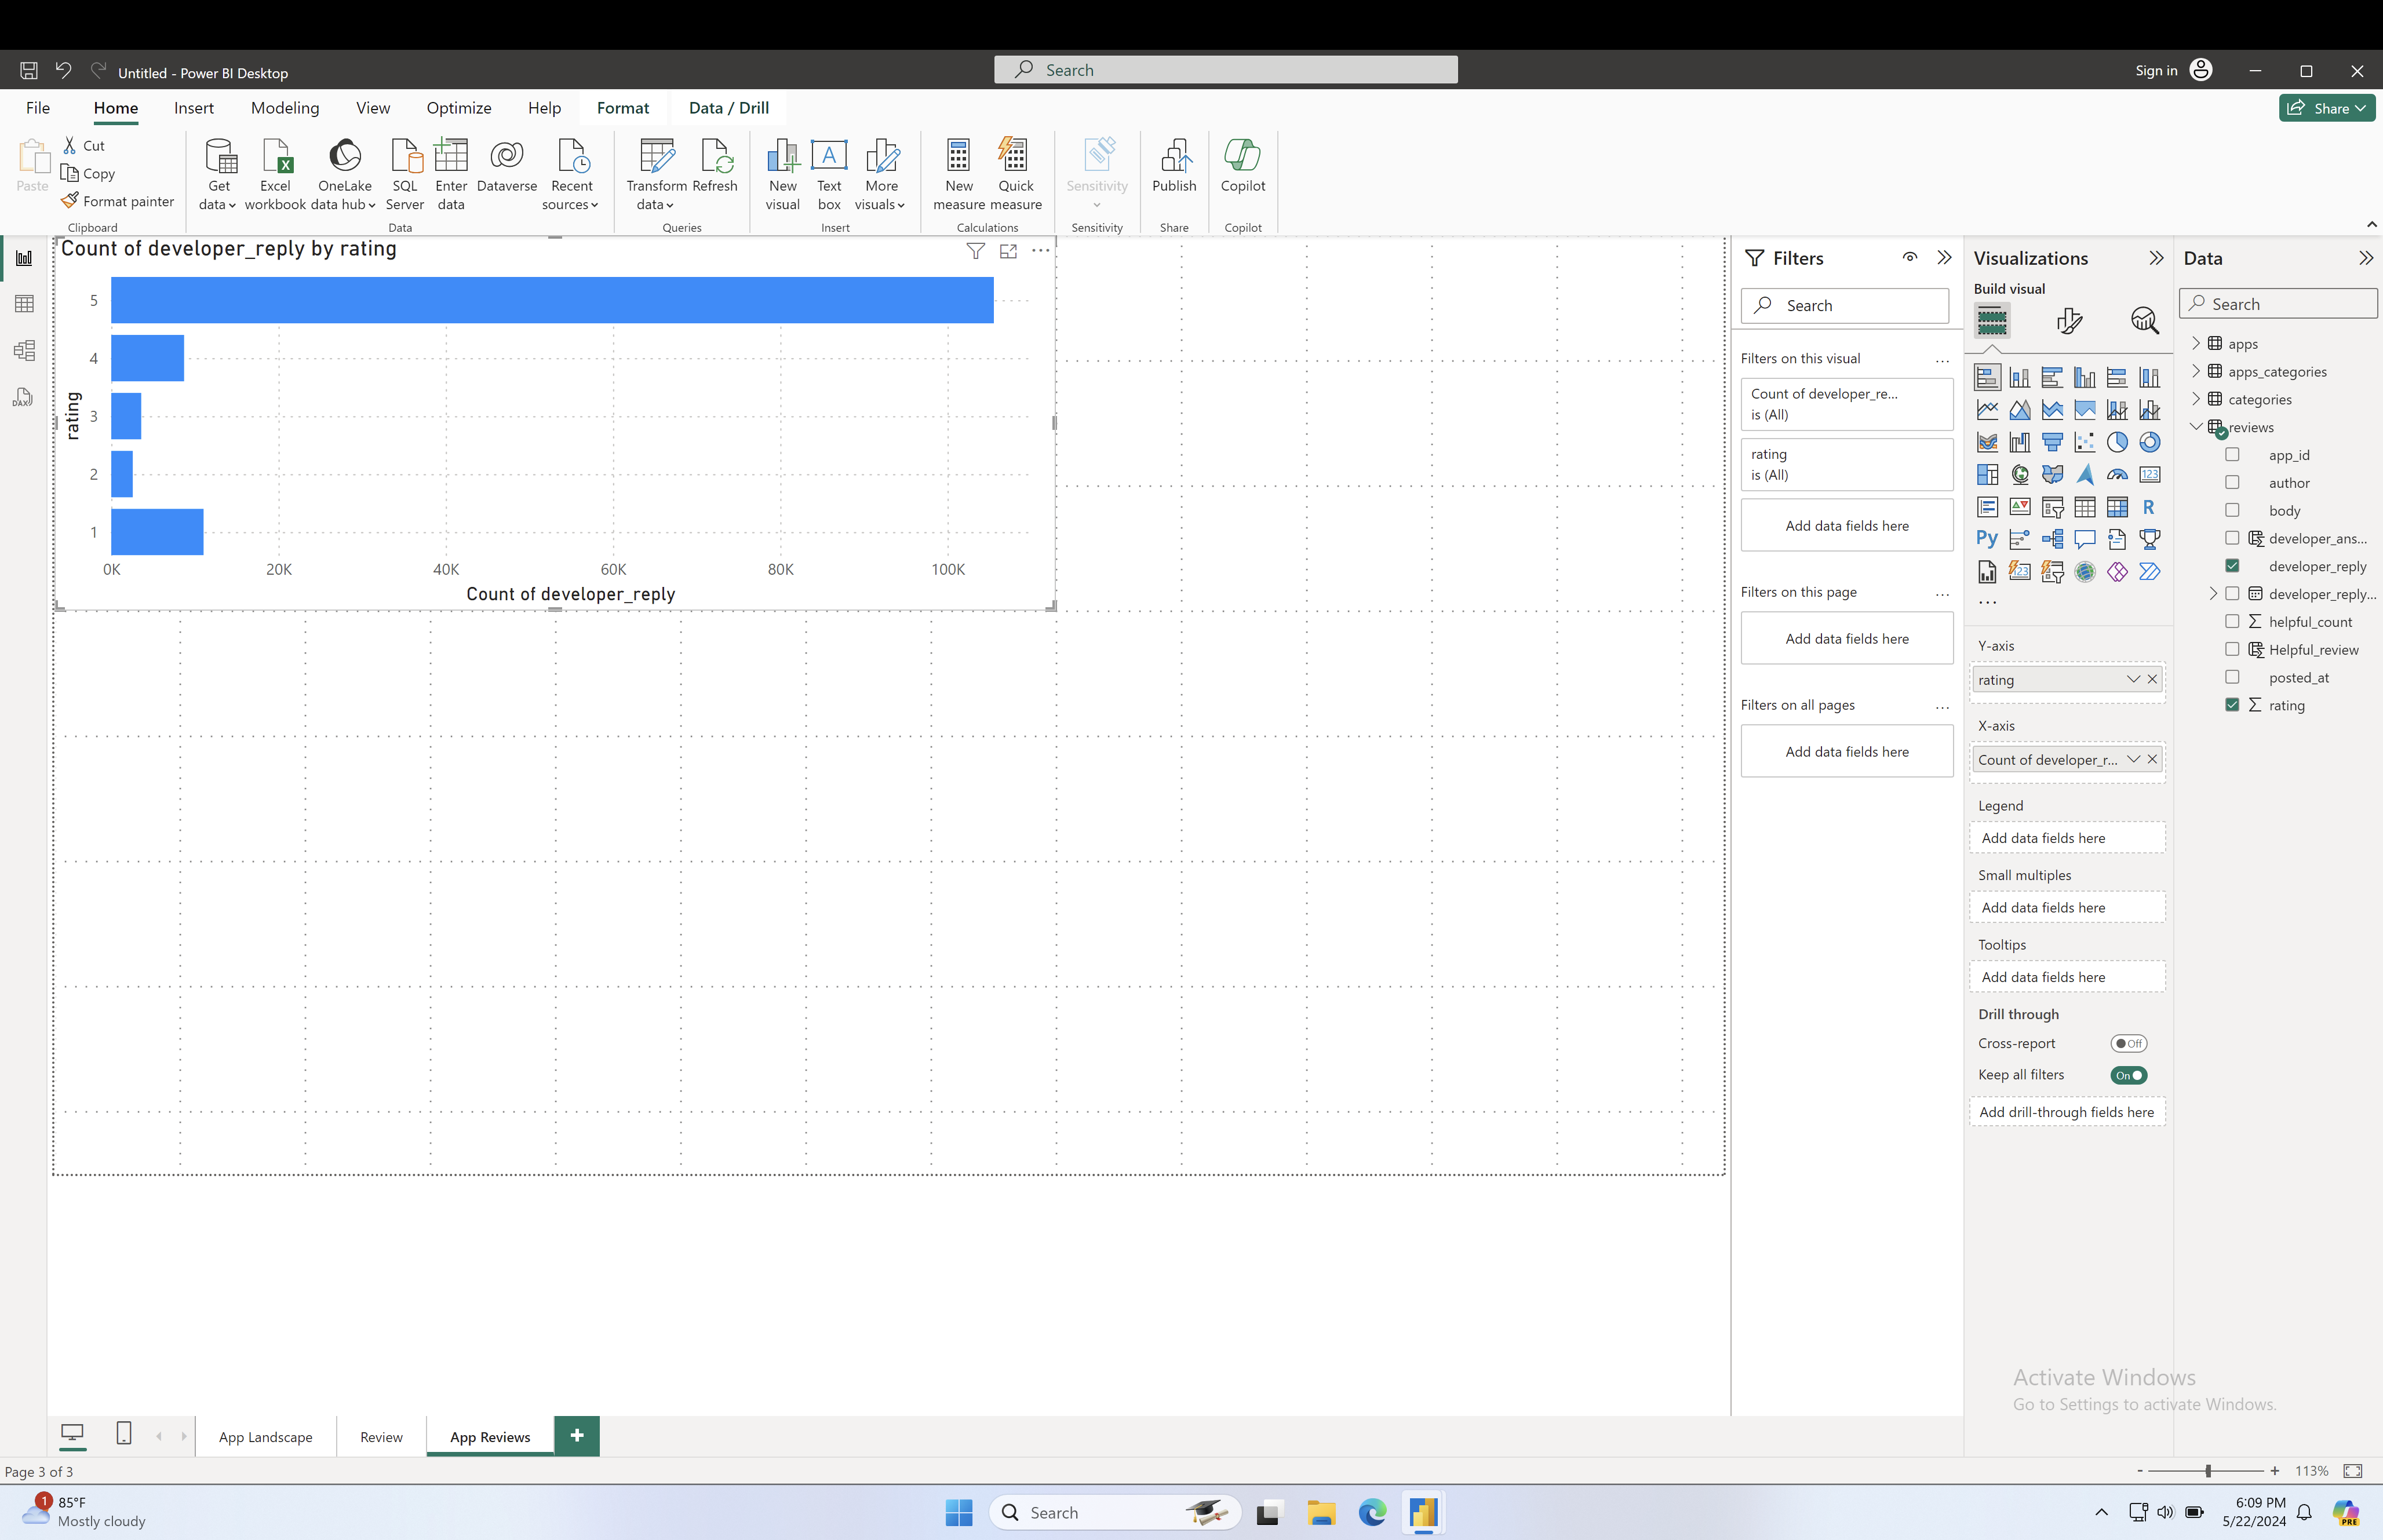 Untitled - Power BI Desktop
Search
Sign in
File
Home
Insert
Modeling
View
Optimize
Help
Format
Data / Drill
Share
Paste
Cut
Copy
Format painter
Clipboard
Get data
Excel workbook
OneLake data hub
SQL Server
Enter data
Dataverse
Recent sources
Data
Transform data
Refresh
Queries
New visual
Text box
More visuals
Insert
New measure
Quick measure
Calculations
Sensitivity
Sensitivity
Publish
Share
Copilot
Copilot
DAX
Count of developer_reply by rating
rating
5
4
3
2
1
0K
20K
40K
60K
80K
100K
Count of developer_reply
Filters
Search
Filters on this visual
...
Count of developer_re...
is (All)
rating
is (All)
Add data fields here
Filters on this page
...
Add data fields here
Filters on all pages
...
Add data fields here
Visualizations
Build visual
123
R
Py
123
...
Y-axis
rating
X-axis
Count of developer_r...
Legend
Add data fields here
Small multiples
Add data fields here
Tooltips
Add data fields here
Drill through
Cross-report
Off
Keep all filters
On
Add drill-through fields here
Data
Search
apps
apps_categories
categories
reviews
app_id
author
body
developer_ans...
developer_reply
developer_reply...
helpful_count
Helpful_review
posted_at
rating
Activate Windows
Go to Settings to activate Windows.
App Landscape
Review
App Reviews
+
Page 3 of 3
- + 113%
1
85°F
Mostly cloudy
Search
6:09 PM
5/22/2024
PRE